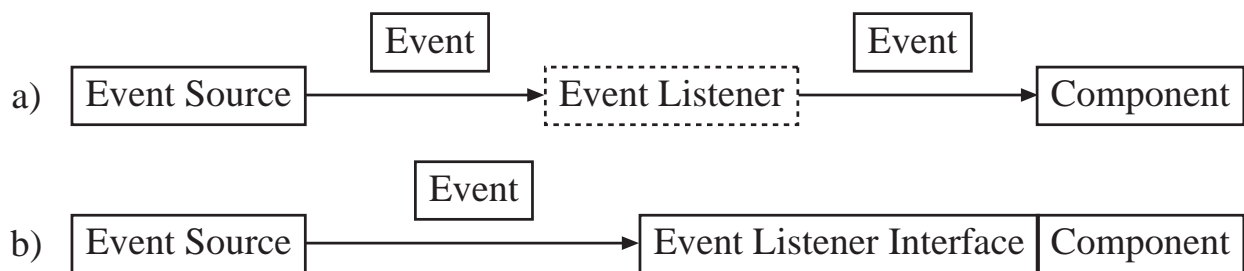 Event Event
a) Event Source Event Listener Component
Event
b) Event Source Event Listener Interface Component